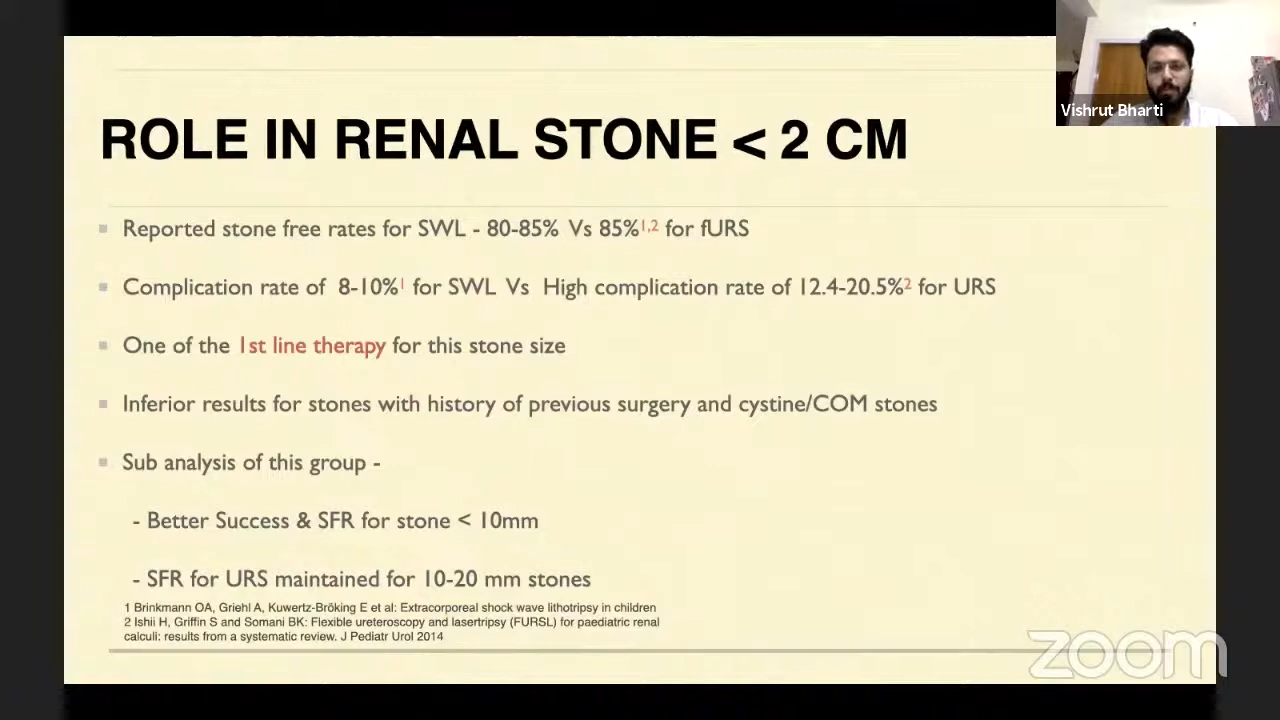 Vishrut Bharti
ROLE IN RENAL STONE < 2 CM
Reported stone free rates for SWL - 80-85% Vs 85%1,2 for fURS
Complication rate of 8-10%1 for SWL Vs High complication rate of 12.4-20.5%2 for URS
One of the 1st line therapy for this stone size
Inferior results for stones with history of previous surgery and cystine/COM stones
Sub analysis of this group -
- Better Success & SFR for stone < 10mm
- SFR for URS maintained for 10-20 mm stones
1 Brinkmann OA, Griehl A, Kuwertz-Bröking E et al: Extracorporeal shock wave lithotripsy in children
2 Ishii H, Griffin S and Somani BK: Flexible ureteroscopy and lasertripsy (FURSL) for paediatric renal
calculi: results from a systematic review. J Pediatr Urol 2014
zoom